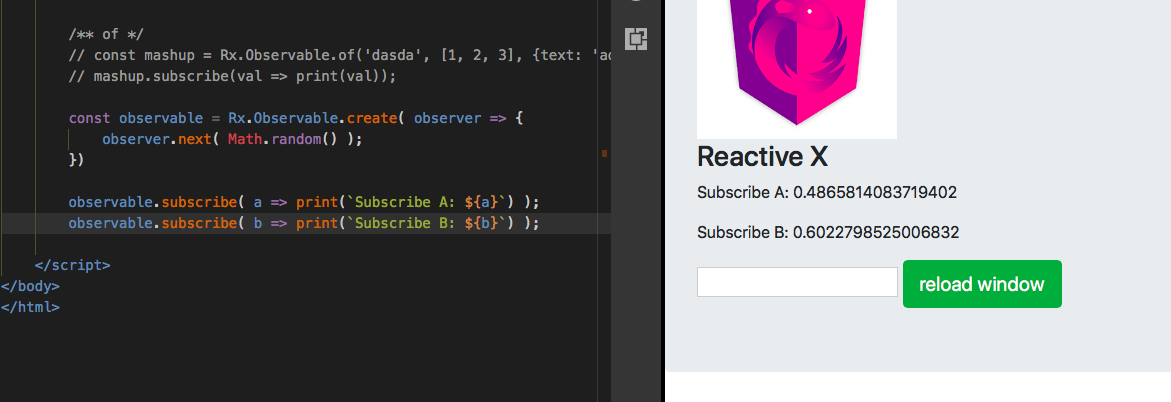 /** of */
// const mashup = Rx.Observable.of('dasda', [1, 2, 3], {text: 'ad
// mashup.subscribe(val => print(val));
const observable = Rx.Observable.create( observer => {
observer.next( Math.random() );
})
observable.subscribe( a => print(`Subscribe A: ${a}`) );
observable.subscribe( b => print(`Subscribe B: ${b}`) );
</script>
</body>
</html>
Reactive X
Subscribe A: 0.4865814083719402
Subscribe B: 0.6022798525006832
reload window